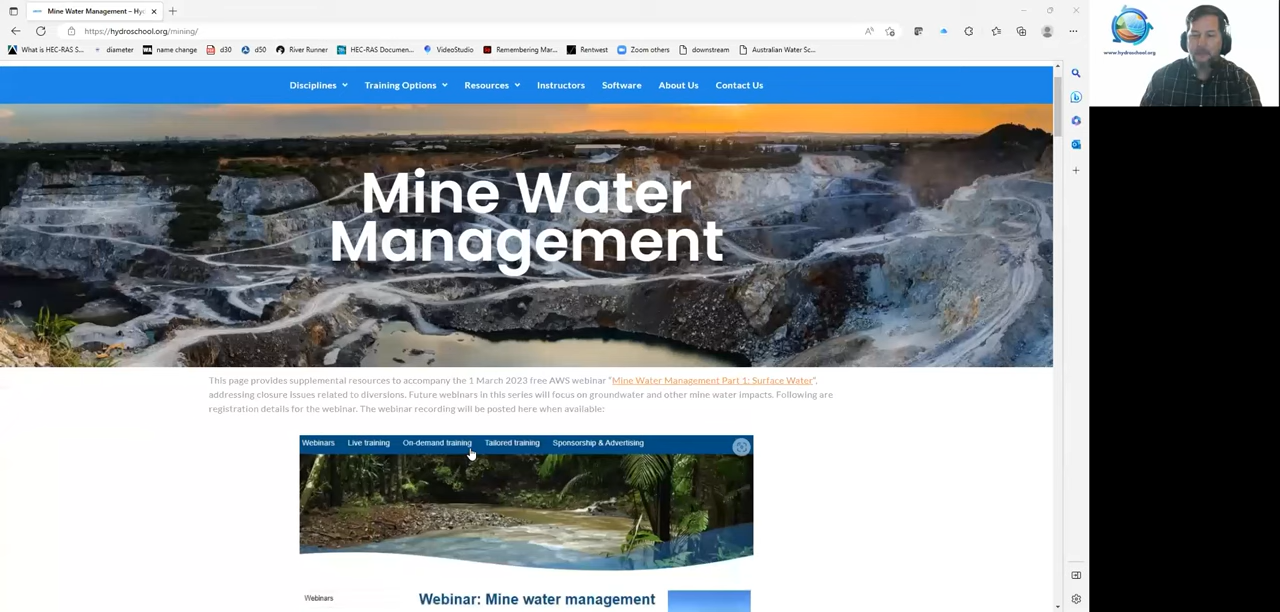 Mine Water Management – Hy
https://hydroschool.org/mining/
What is HEC-RAS S...
diameter
name change
d30
d50
River Runner
HEC-RAS Documen...
VideoStudio
Remembering Mar...
Rentwest
Zoom others
downstream
Australian Water Sc...
www.hydroschool.org
Disciplines
Training Options
Resources
Instructors
Software
About Us
Contact Us
Mine Water
Management
This page provides supplemental resources to accompany the 1 March 2023 free AWS webinar “Mine Water Management Part 1: Surface Water”,
addressing closure issues related to diversions. Future webinars in this series will focus on groundwater and other mine water impacts. Following are
registration details for the webinar. The webinar recording will be posted here when available:
Webinars
Live training
On-demand training
Tailored training
Sponsorship & Advertising
Webinars
Webinar: Mine water management